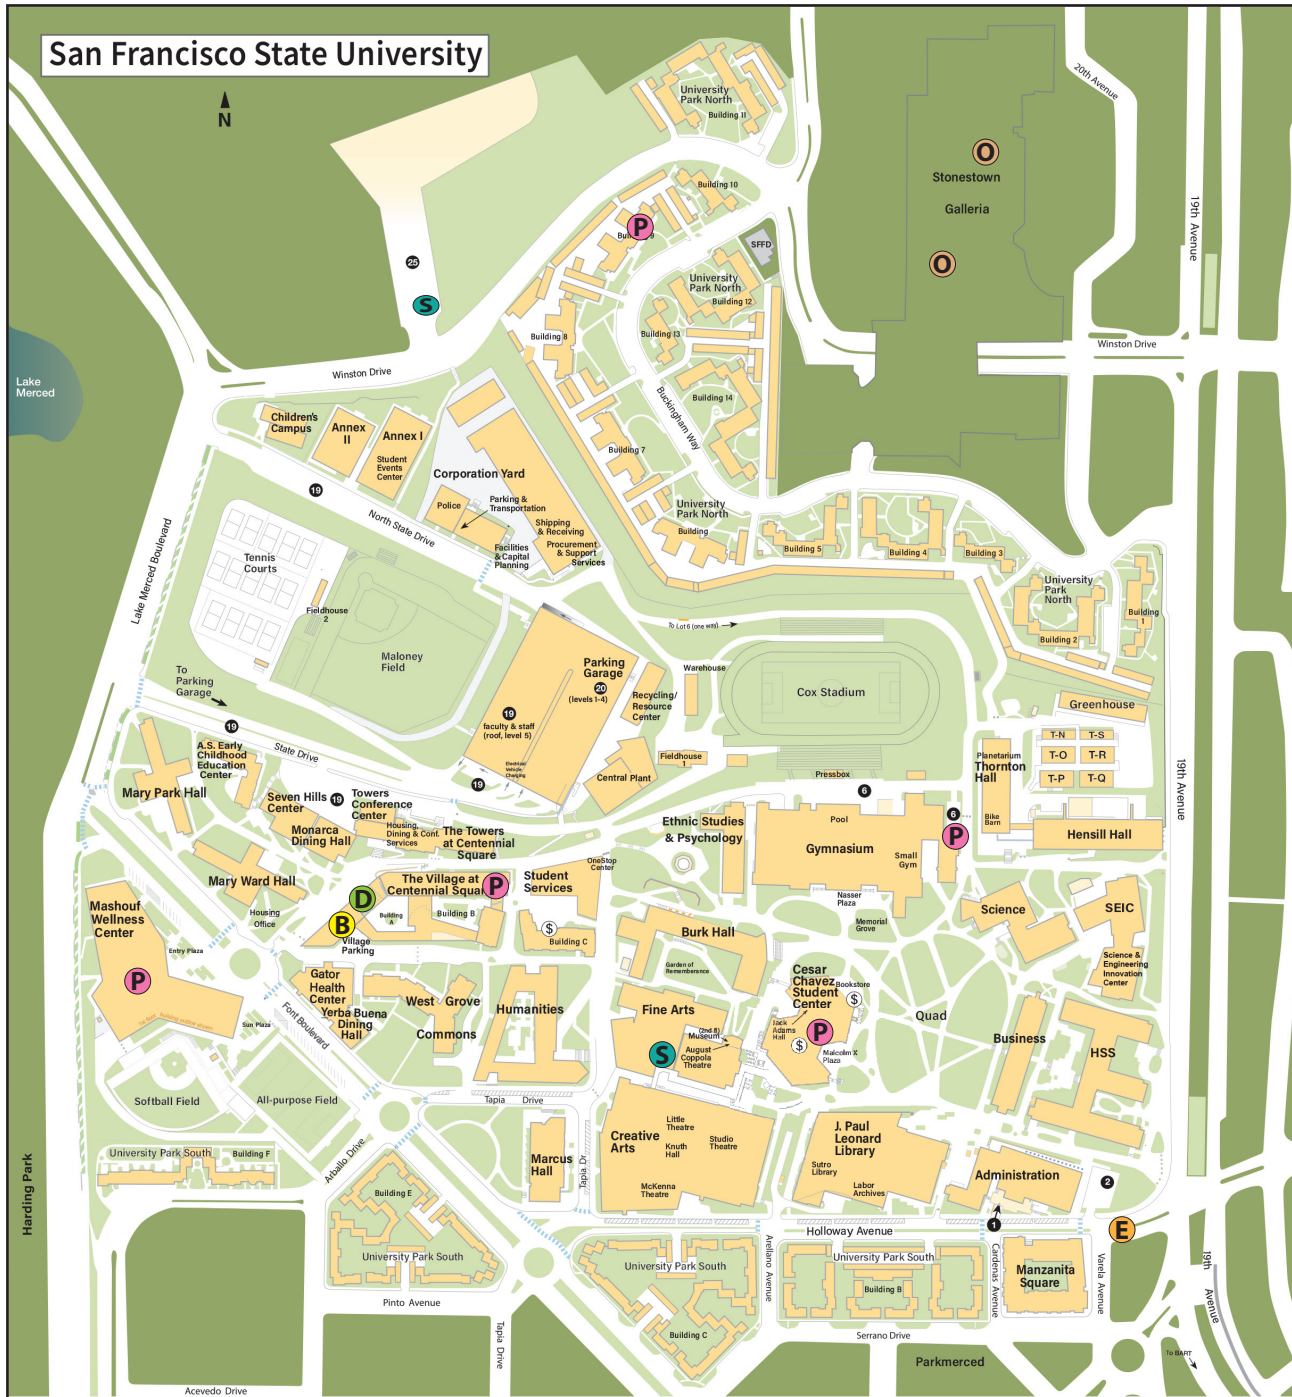 San Francisco State University
N
University
Park North
Building 11
20th Avenue
O
Stonestown
Galleria
O
19th Avenue
Building 10
P
SFFD
25
S
University
Park North
Building 12
Building 8
Building 13
Winston Drive
Winston Drive
Lake
Merced
Building 14
Buckingham Way
Children's
Campus
Annex
II
Annex I
Student
Events
Center
Building 7
Corporation Yard
19
Police
Parking &
Transportation
North State Drive
Shipping
& Receiving
Facilities
& Capital
Planning
Procurement
& Support
Services
University
Park North
Building
Building 5
Building 4
Building 3
Lake Merced Boulevard
Tennis
Courts
Fieldhouse
2
University
Park
North
Building 2
Building
1
To Lot 6 (one way)
Maloney
Field
To
Parking
Garage
Parking
Garage
20
(levels 1-4)
19
faculty & staff
(roof, level 5)
Warehouse
Recycling/
Resource
Center
Cox Stadium
Greenhouse
19
State Drive
T-N
T-S
T-O
T-R
T-P
T-Q
Planetarium
Thornton
Hall
Bike
Barn
Hensill Hall
19th Avenue
A.S. Early
Childhood
Education
Center
Mary Park Hall
Electrical
Vehicle
Charging
19
Central Plant
Fieldhouse
1
Pressbox
6
6
P
Seven Hills
Center
19
Towers
Conference
Center
Monarca
Dining Hall
Housing,
Dining & Conf.
Services
The Towers
at Centennial
Square
Ethnic Studies
& Psychology
Pool
Gymnasium
Small
Gym
Mary Ward Hall
The Village at
Centennial Square
P
OneStop
Center
Student
Services
Nasser
Plaza
Memorial
Grove
Science
SEIC
Science &
Engineering
Innovation
Center
Mashouf
Wellness
Center
D
B
Housing
Office
Building
A
Building B
$
Building C
Village
Parking
Entry Plaza
P
Sun Plaza
Burk Hall
Garden of
Rememberance
Gator
Health
Center
Yerba Buena
Dining
Hall
West Grove
Commons
Humanities
Font Boulevard
Fine Arts
S
(2nd fl)
Museum
August
Coppola
Theatre
Cesar
Chavez
Student
Center
Bookstore
$
Jack
Adams
Hall
$
P
Malcolm X
Plaza
Quad
Business
HSS
Softball Field
All-purpose Field
Tapia Drive
Little
Theatre
Creative
Arts
Knuth
Hall
Studio
Theatre
McKenna
Theatre
J. Paul
Leonard
Library
Sutro
Library
Labor
Archives
Administration
2
1
E
University Park South
Building F
Arballo Drive
Marcus
Hall
Tapia Dr.
Harding Park
Building E
University Park South
Pinto Avenue
University Park South
Building C
Arellano Avenue
Holloway Avenue
University Park South
Building B
Cardenas Avenue
Manzanita
Square
Varela Avenue
19th
Avenue
Serrano Drive
Tapia Drive
Parkmerced
To BART
Acevedo Drive